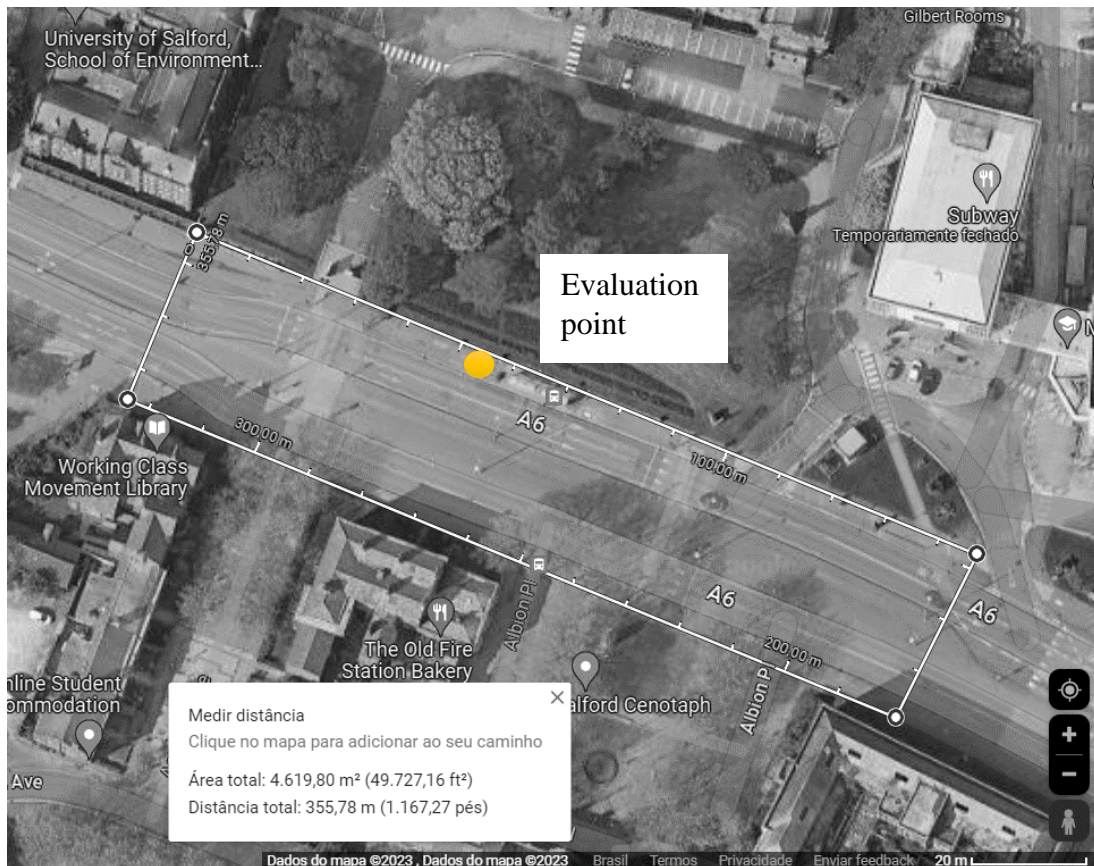 Gilbert Rooms
University of Salford,
School of Environment...
Subway
Temporariamente fechado
355,78 m
Evaluation
point
A6
300,00 m
100,00 m
Working Class
Movement Library
A6
A6
Albion Pl
200,00 m
The Old Fire
Station Bakery
Albion Pl
alford Cenotaph
nline Student
ommodation
Ave
Medir distância
Clique no mapa para adicionar ao seu caminho
Área total: 4.619,80 m² (49.727,16 ft²)
Distância total: 355,78 m (1.167,27 pés)
Dados do mapa ©2023 , Dados do mapa ©2023 Brasil Termos Privacidade Enviar feedback 20 m